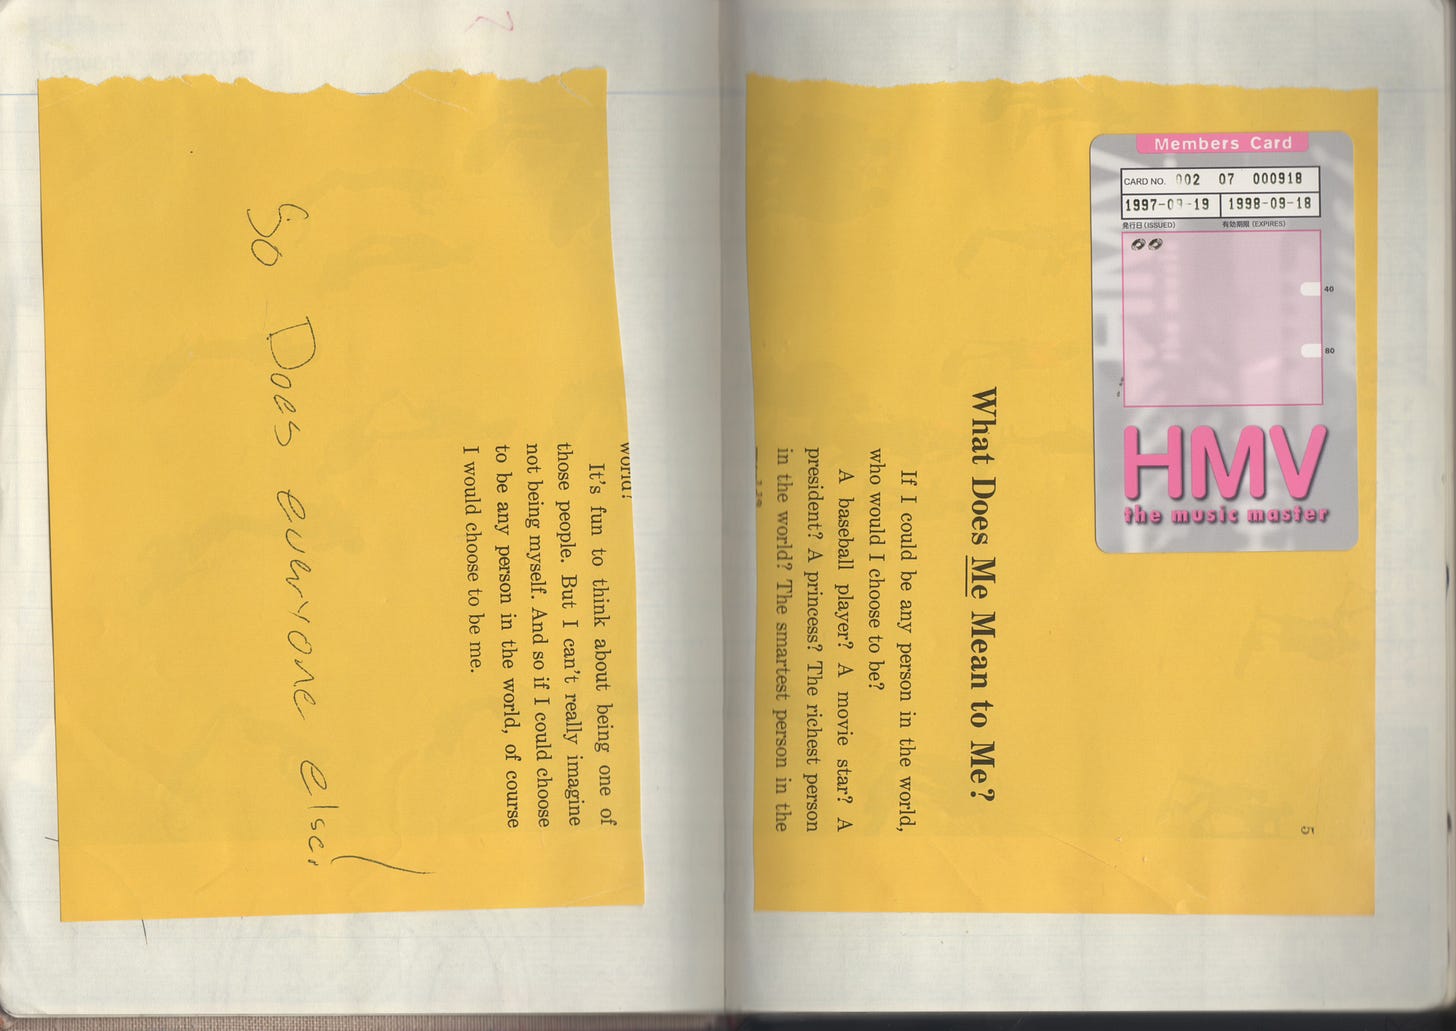 Members Card
CARD NO. 002 07 000918
1997-09-19 1998-09-18
発行日(ISSUED) 有効期限(EXPIRES)
40
80
HMV
the music master
5
What Does Me Mean to Me?
If I could be any person in the world,
who would I choose to be?
A baseball player? A movie star? A
president? A princess? The richest person
in the world? The smartest person in the
world?
It's fun to think about being one of
those people. But I can't really imagine
not being myself. And so if I could choose
to be any person in the world, of course
I would choose to be me.
So Does everyone else!